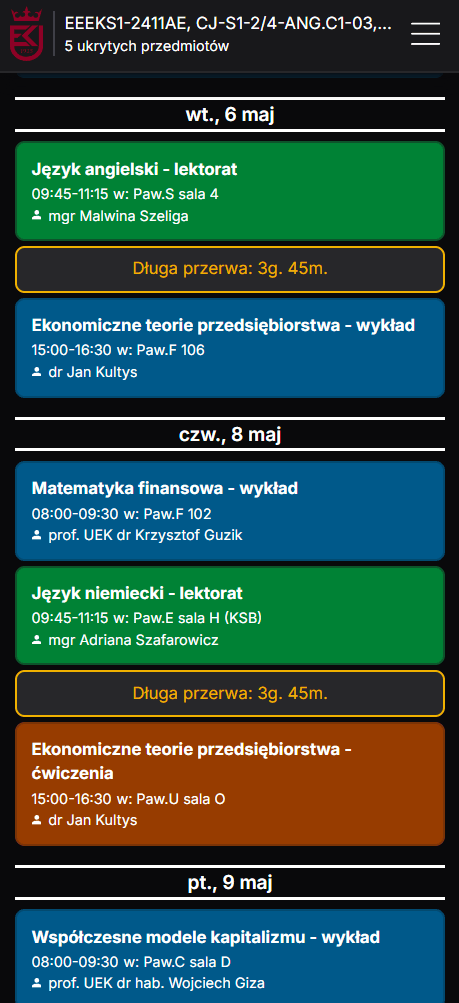 EEEKS1-2411AE, CJ-S1-2/4-ANG.C1-03,...
5 ukrytych przedmiotów
wt., 6 maj
Język angielski - lektorat
09:45-11:15 w: Paw.S sala 4
mgr Malwina Szeliga
Długa przerwa: 3g. 45m.
Ekonomiczne teorie przedsiębiorstwa - wykład
15:00-16:30 w: Paw.F 106
dr Jan Kultys
czw., 8 maj
Matematyka finansowa - wykład
08:00-09:30 w: Paw.F 102
prof. UEK dr Krzysztof Guzik
Język niemiecki - lektorat
09:45-11:15 w: Paw.E sala H (KSB)
mgr Adriana Szafarowicz
Długa przerwa: 3g. 45m.
Ekonomiczne teorie przedsiębiorstwa -
ćwiczenia
15:00-16:30 w: Paw.U sala O
dr Jan Kultys
pt., 9 maj
Współczesne modele kapitalizmu - wykład
08:00-09:30 w: Paw.C sala D
prof. UEK dr hab. Wojciech Giza